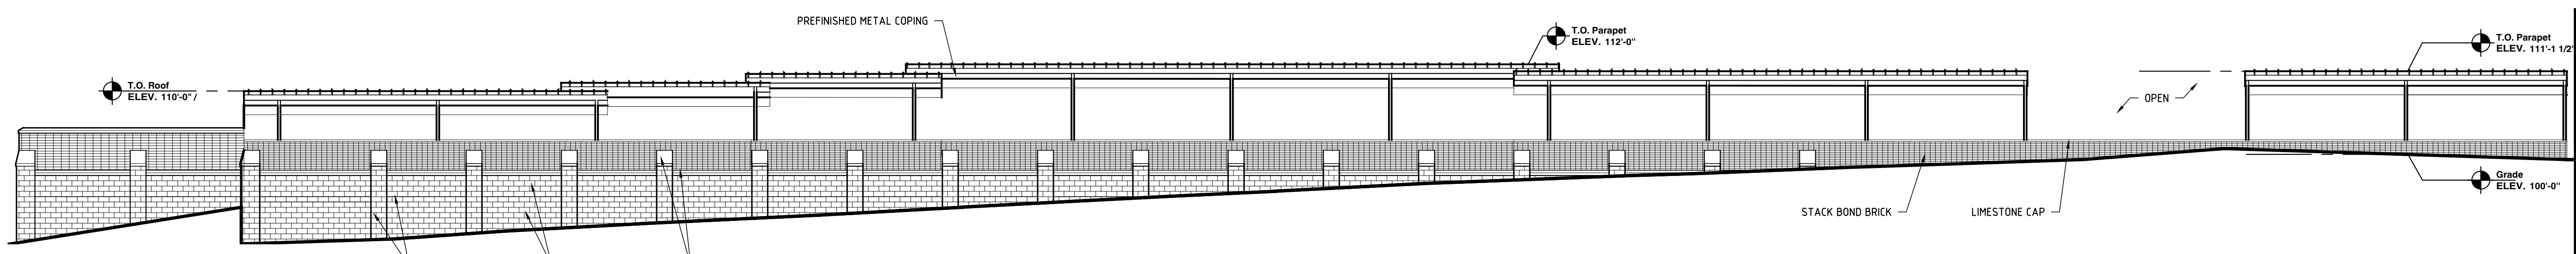 PREFINISHED METAL COPING
T.O. Parapet
ELEV. 112'-0"
T.O. Parapet
ELEV. 111'-1 1/2"
T.O. Roof
ELEV. 110'-0" /
OPEN
Grade
ELEV. 100'-0"
STACK BOND BRICK
LIMESTONE CAP